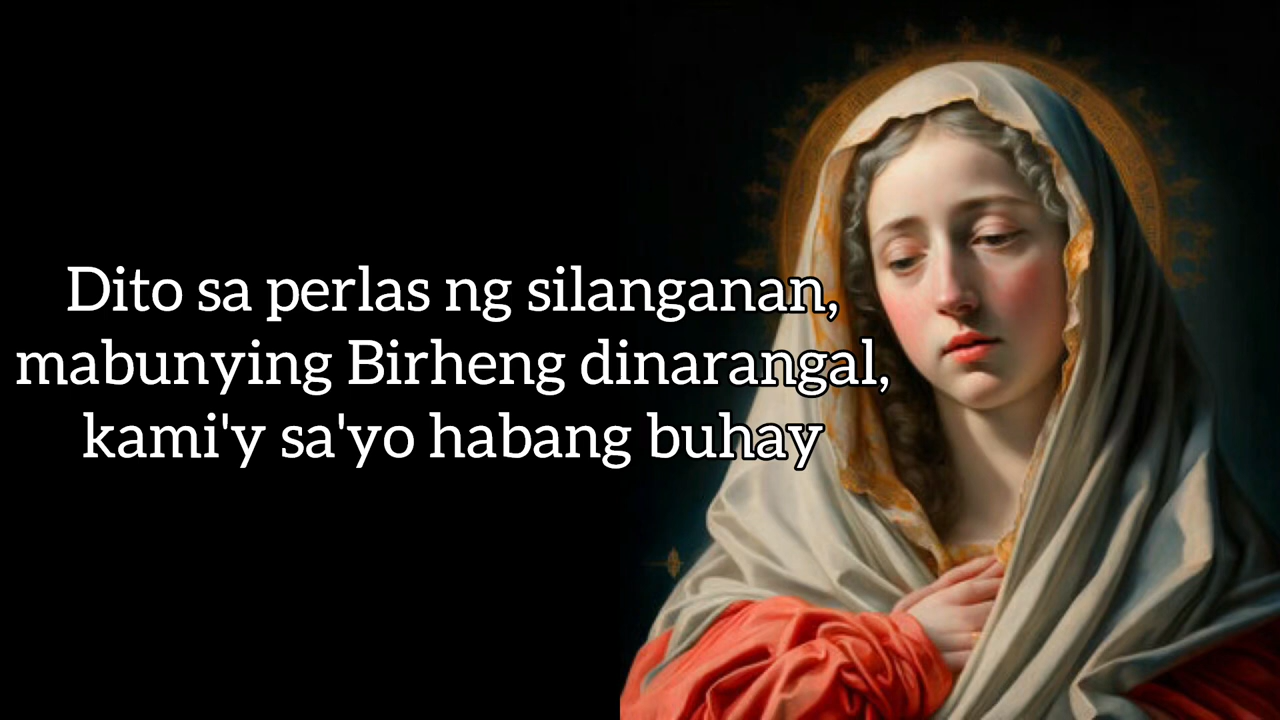 Dito sa perlas ng silanganan,
mabunying Birheng dinarangal,
kami'y sa'yo habang buhay